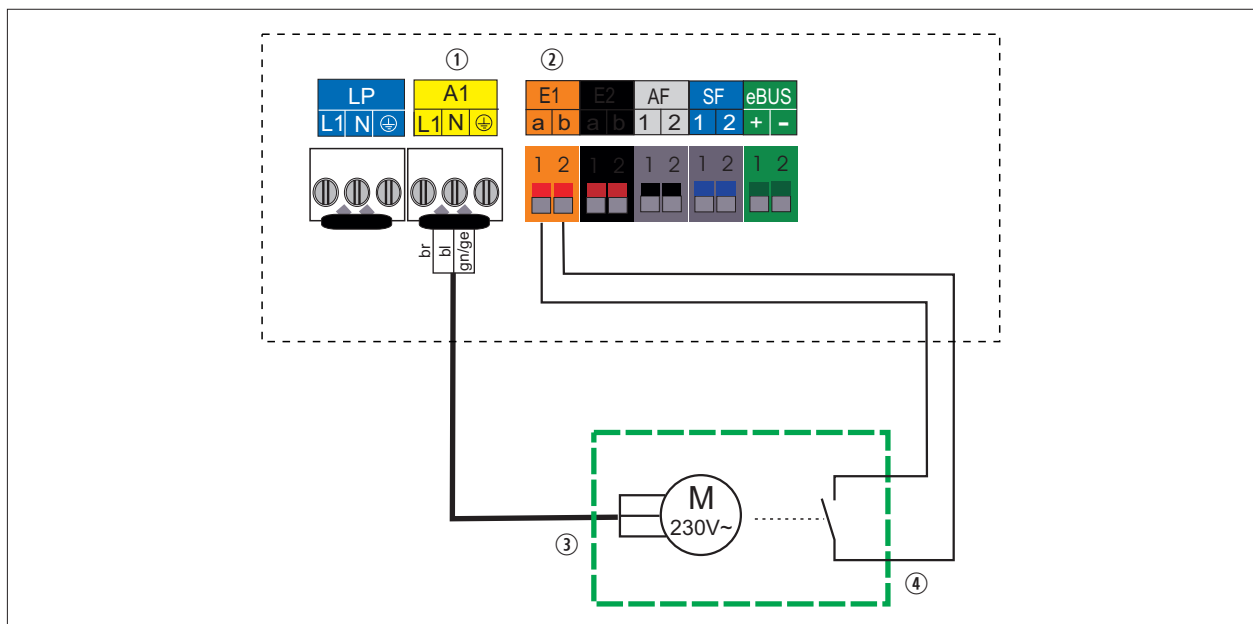 ① ②
LP A1 E1 E2 AF SF eBUS
L1 N L1 N a b a b 1 2 1 2 + -
1 2 1 2 1 2 1 2 1 2
br bl gn/ge
M
230V~
③
④